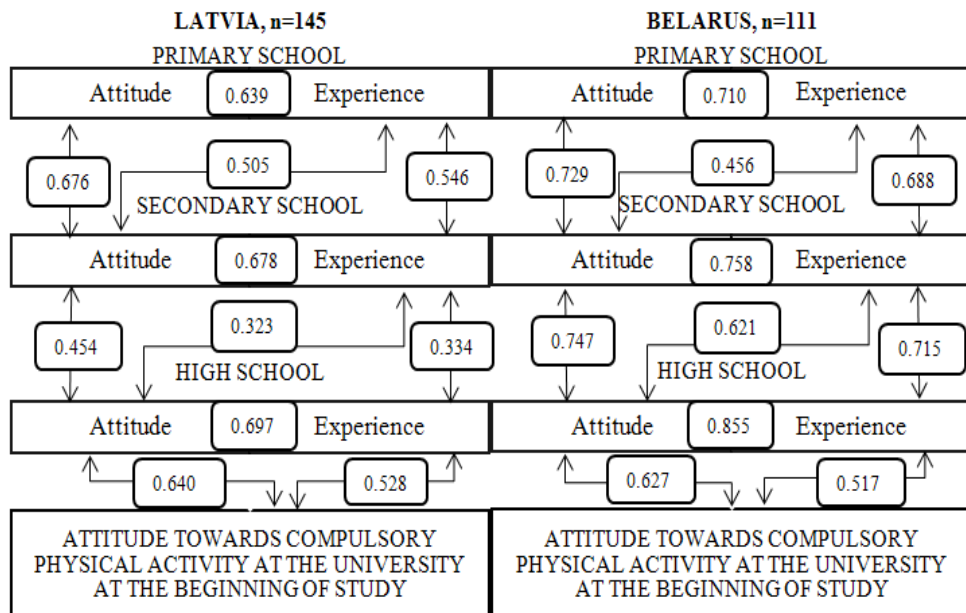 LATVIA, n=145
PRIMARY SCHOOL
Attitude 0.639 Experience
0.676 0.505 0.546
SECONDARY SCHOOL
Attitude 0.678 Experience
0.454 0.323 0.334
HIGH SCHOOL
Attitude 0.697 Experience
0.640 0.528
ATTITUDE TOWARDS COMPULSORY
PHYSICAL ACTIVITY AT THE UNIVERSITY
AT THE BEGINNING OF STUDY
BELARUS, n=111
PRIMARY SCHOOL
Attitude 0.710 Experience
0.729 0.456 0.688
SECONDARY SCHOOL
Attitude 0.758 Experience
0.747 0.621 0.715
HIGH SCHOOL
Attitude 0.855 Experience
0.627 0.517
ATTITUDE TOWARDS COMPULSORY
PHYSICAL ACTIVITY AT THE UNIVERSITY
AT THE BEGINNING OF STUDY